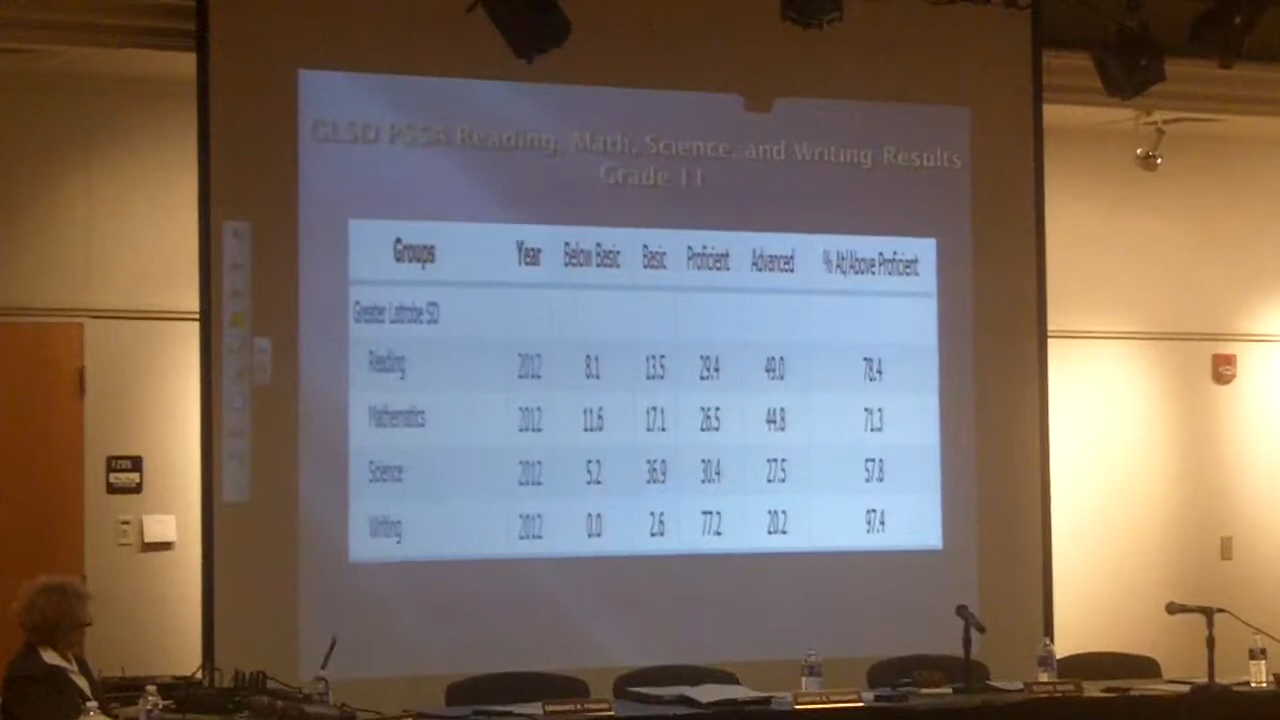 GLSD PSSA Reading, Math, Science, and Writing Results
Grade 11
Groups Year Below Basic Basic Proficient Advanced % At/Above Proficient
Greater Latrobe SD
Reading 2012 8.1 13.5 29.4 49.0 78.4
Mathematics 2012 11.6 17.1 26.5 44.8 71.3
Science 2012 5.2 36.9 30.4 27.5 57.8
Writing 2012 0.0 2.6 77.2 20.2 97.4